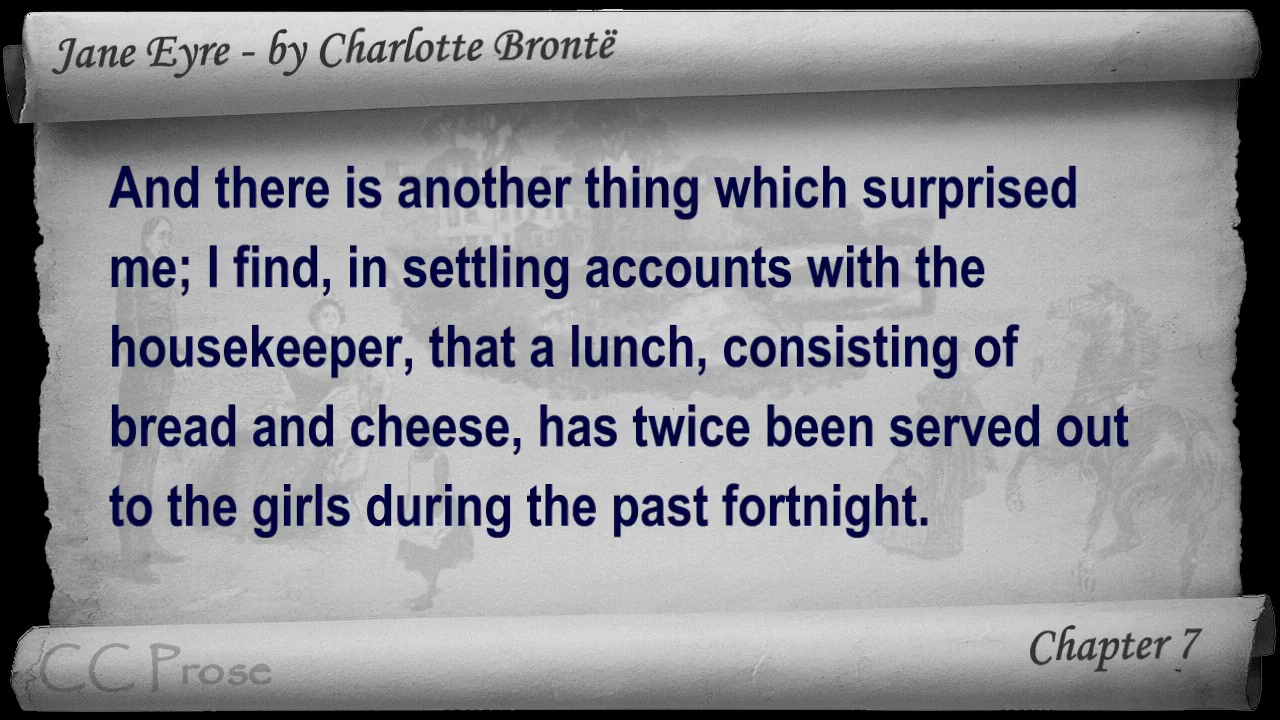 Jane Eyre - by Charlotte Brontë
And there is another thing which surprised
me; I find, in settling accounts with the
housekeeper, that a lunch, consisting of
bread and cheese, has twice been served out
to the girls during the past fortnight.
Chapter 7
CC Prose